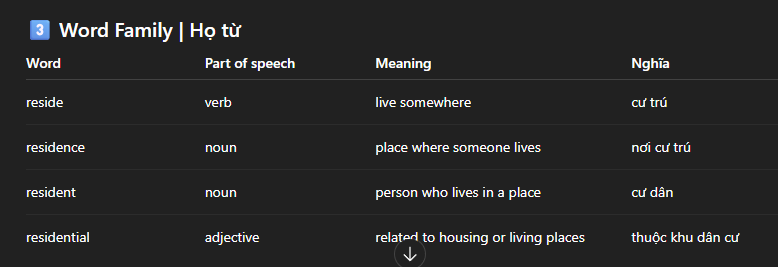 3 Word Family | Họ từ
Word Part of speech Meaning Nghĩa
reside verb live somewhere cư trú
residence noun place where someone lives nơi cư trú
resident noun person who lives in a place cư dân
residential adjective related to housing or living places thuộc khu dân cư